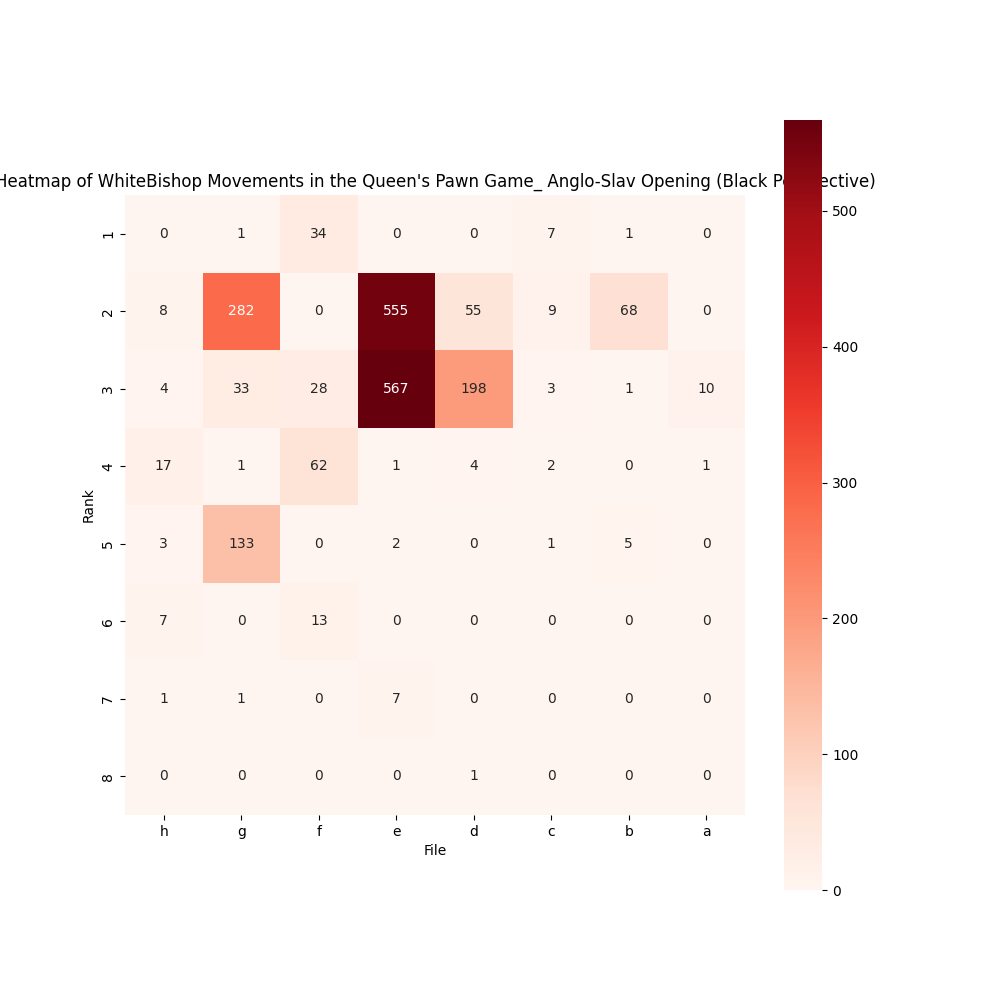 Heatmap of WhiteBishop Movements in the Queen's Pawn Game_ Anglo-Slav Opening (Black
1 0 1 34 0 0 7 1 0
2 8 282 0 555 55 9 68 0
3 4 33 28 567 198 3 1 10
4 17 1 62 1 4 2 0 1
5 3 133 0 2 0 1 5 0
6 7 0 13 0 0 0 0 0
7 1 1 0 7 0 0 0 0
8 0 0 0 0 1 0 0 0
Rank
h g f e d c b a
File
500
400
300
200
100
0